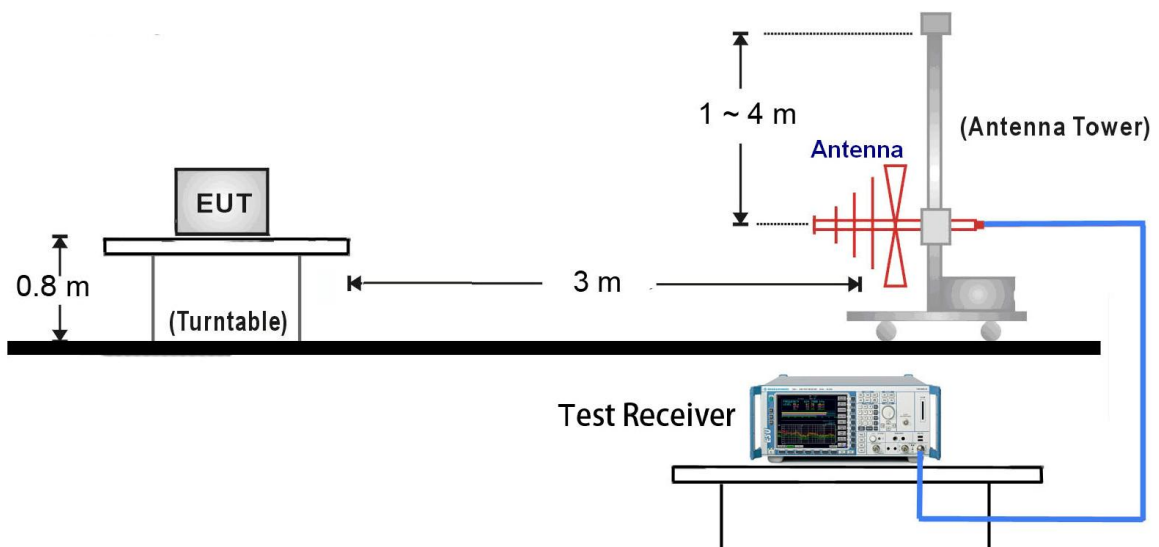 1 ~ 4 m
(Antenna Tower)
Antenna
EUT
0.8 m
3 m
(Turntable)
Test Receiver